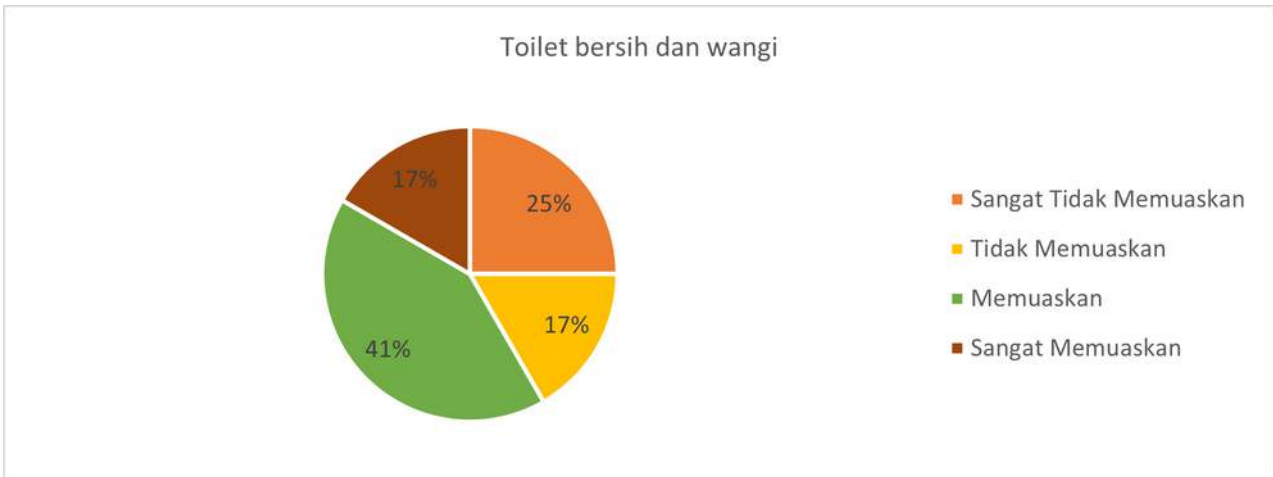 Toilet bersih dan wangi
17%
25%
17%
41%
Sangat Tidak Memuaskan
Tidak Memuaskan
Memuaskan
Sangat Memuaskan